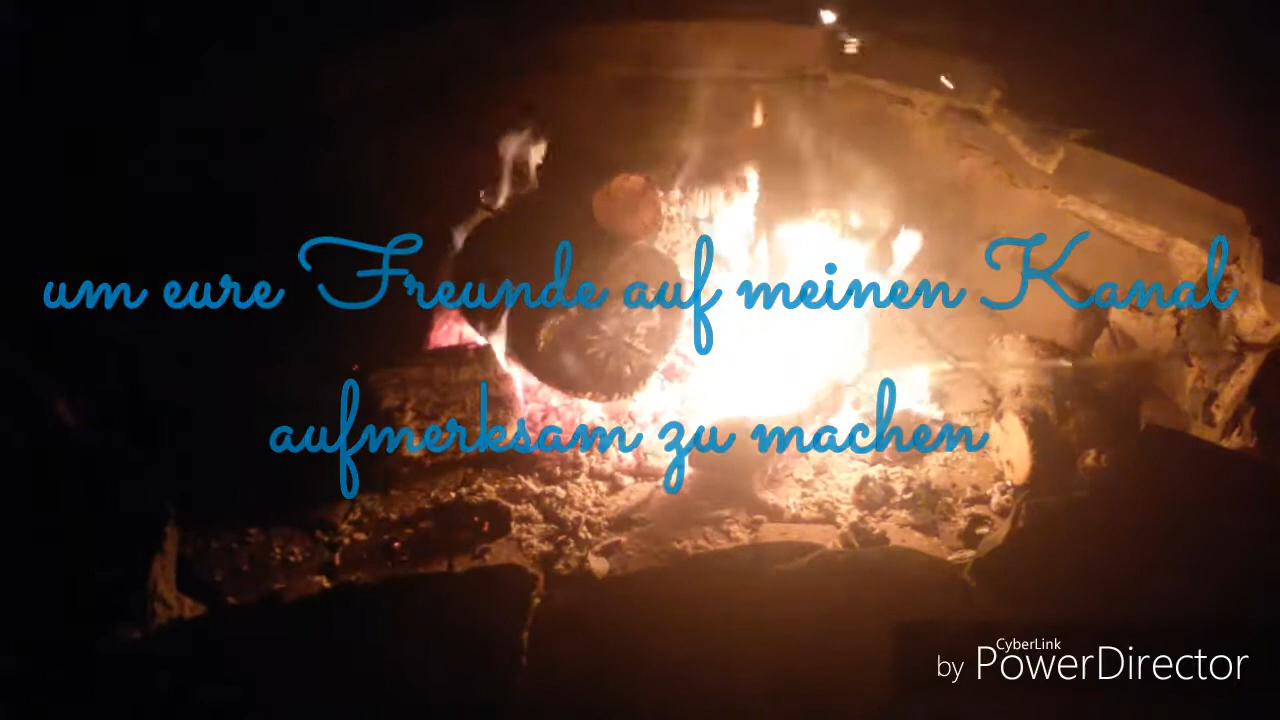 um eure Freunde auf meinen Kanal
aufmerksam zu machen
by CyberLink PowerDirector